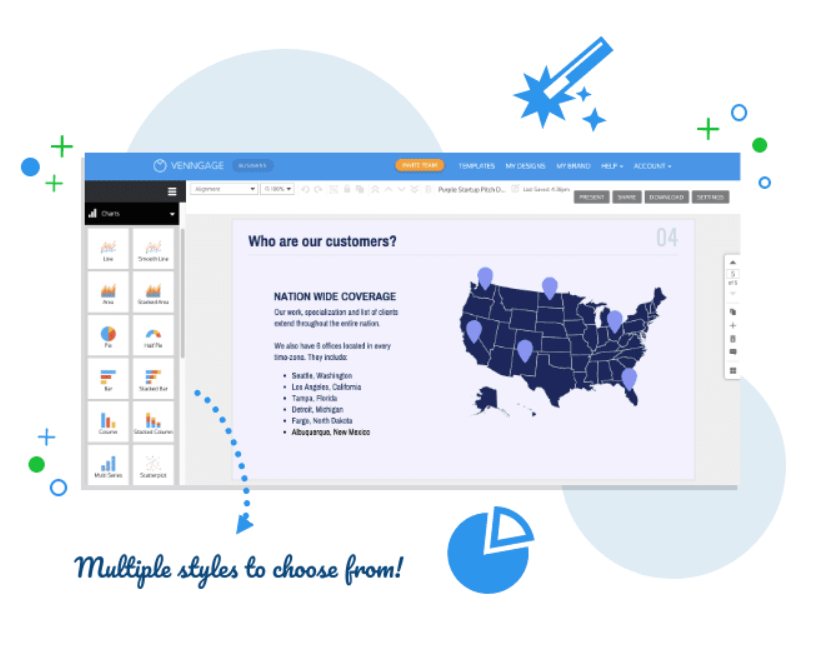 VENNGAGE
BUSINESS
INVITE TEAM
TEMPLATES
MY DESIGNS
MY BRAND
HELP
ACCOUNT
Alignment
100%
Purple Startup Pitch D...
Last Saved 4:36pm
PRESENT
SHARE
DOWNLOAD
SETTINGS
Charts
Line
Smooth Line
Area
Stacked Area
Pie
Half Pie
Bar
Stacked Bar
Column
Stacked Column
Multi Series
Scatterplot
Who are our customers?
04
NATION WIDE COVERAGE
Our work, specialization and list of clients
extend throughout the entire nation.
We also have 6 offices located in every
time-zone. They include:
• Seattle, Washington
• Los Angeles, California
• Tampa, Florida
• Detroit, Michigan
• Fargo, North Dakota
• Albuquerque, New Mexico
5
of 5
Multiple styles to choose from!